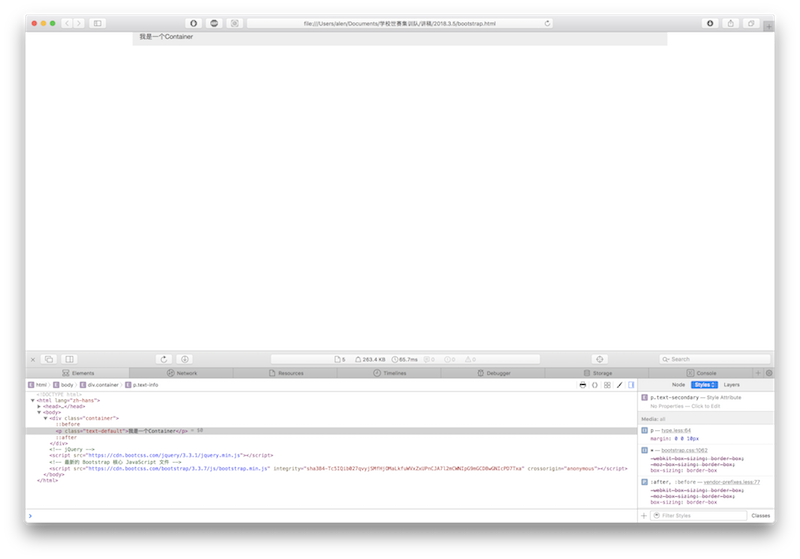 file:///Users/alen/Documents/学校世赛集训队/讲稿/2018.3.5/bootstrap.html
我是一个Container
5 263.4 KB 65.7ms 0 0 0 Search
Elements Network Resources Timelines Debugger Storage Console
html body div.container p.text-info
Node Styles Layers
<!DOCTYPE html>
<html lang="zh-hans">
<head>…</head>
<body>
<div class="container">
::before
<p class="text-default">我是一个Container</p> = $0
::after
</div>
<!-- jQuery -->
<script src="https://cdn.bootcss.com/jquery/3.3.1/jquery.min.js"></script>
<!-- 最新的 Bootstrap 核心 JavaScript 文件 -->
<script src="https://cdn.bootcss.com/bootstrap/3.3.7/js/bootstrap.min.js" crossorigin="anonymous"></script>
</body>
</html>
p.text-secondary — Style Attribute
No Properties — Click to Edit
Media: all
p — type.less:64
margin: 0 0 10px
* — bootstrap.css:1062
-webkit-box-sizing: border-box;
-moz-box-sizing: border-box;
box-sizing: border-box
:after, :before — vendor-prefixes.less:77
-webkit-box-sizing: border-box;
-moz-box-sizing: border-box;
box-sizing: border-box
Filter Styles Classes